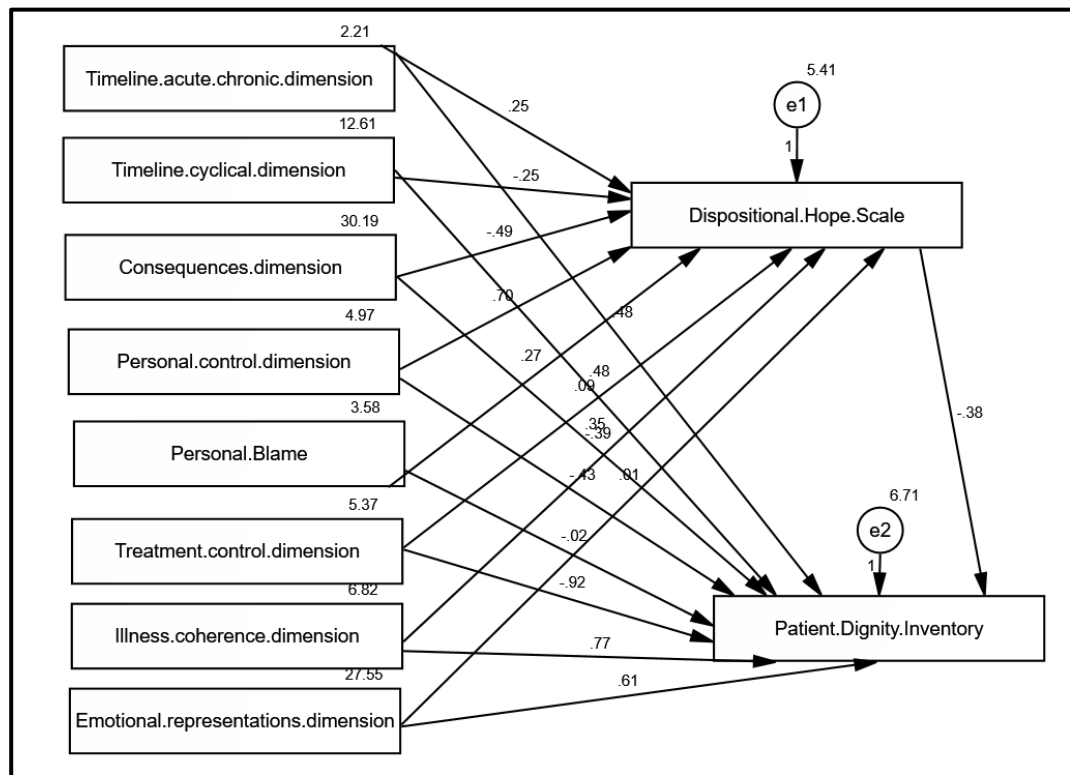 2.21
Timeline.acute.chronic.dimension
5.41
e1
.25
12.61
1
Timeline.cyclical.dimension
-.25
Dispositional.Hope.Scale
30.19
-.49
Consequences.dimension
.70
.48
4.97
Personal.control.dimension
.27
.48
.09
3.58
-.38
.35
-.39
Personal.Blame
-.43
.01
6.71
5.37
e2
-.02
Treatment.control.dimension
1
-.92
6.82
Patient.Dignity.Inventory
Illness.coherence.dimension
.77
27.55
.61
Emotional.representations.dimension